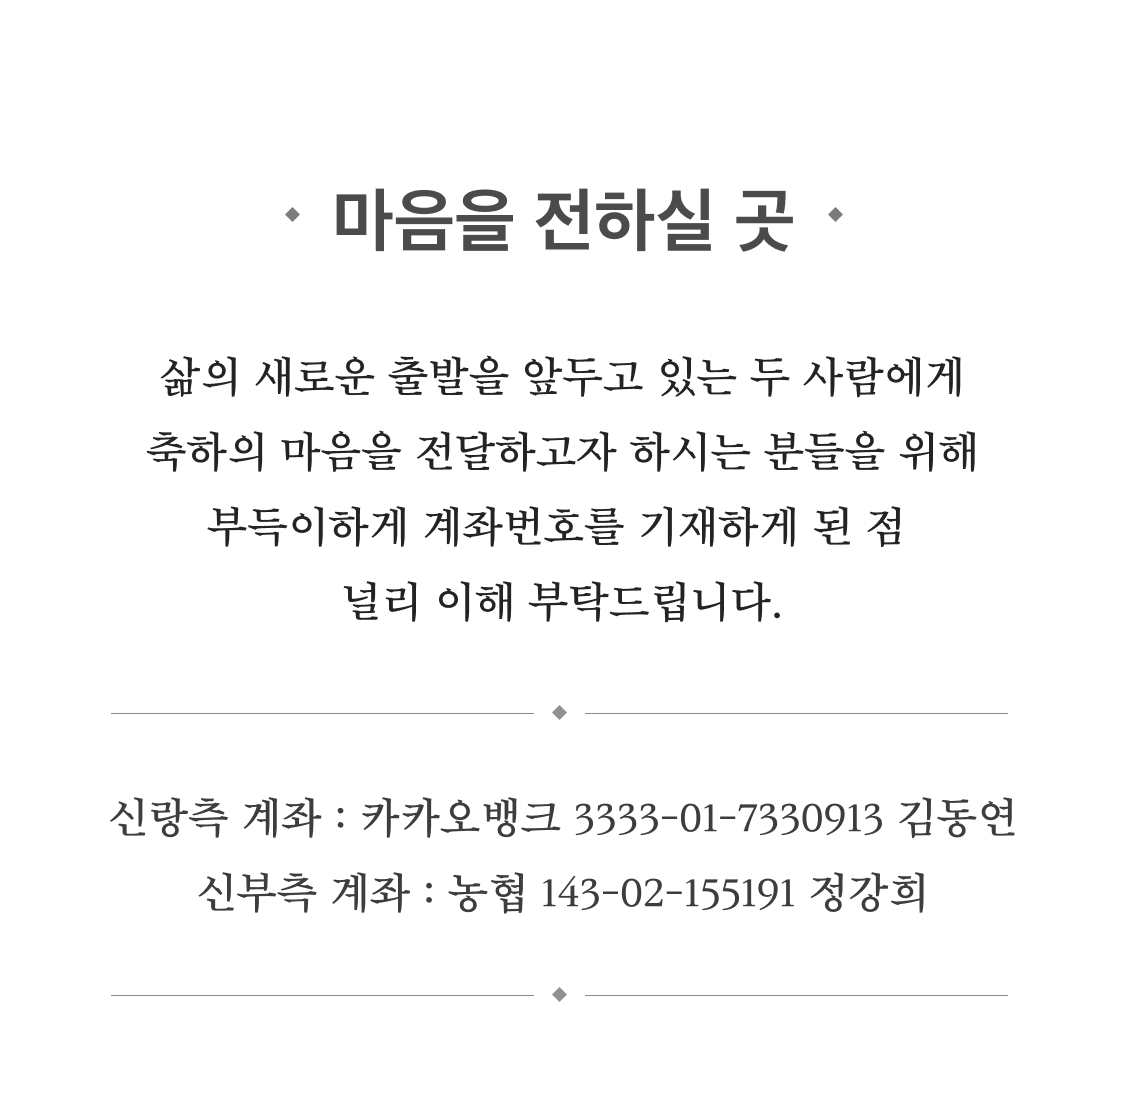 마음을 전하실 곳
삶의 새로운 출발을 앞두고 있는 두 사람에게
축하의 마음을 전달하고자 하시는 분들을 위해
부득이하게 계좌번호를 기재하게 된 점
널리 이해 부탁드립니다.
신랑측 계좌 : 카카오뱅크 3333-01-7330913 김동연
신부측 계좌 : 농협 143-02-155191 정강희